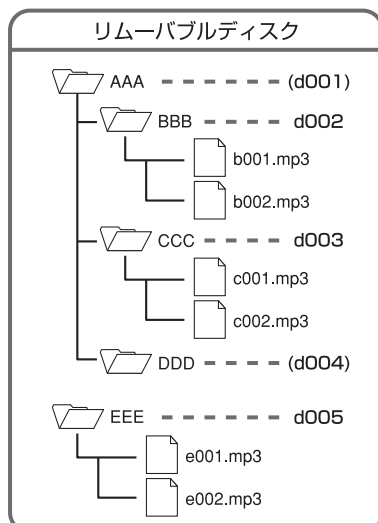 リムーバブルディスク
AAA (d001)
BBB d002
b001.mp3
b002.mp3
CCC d003
c001.mp3
c002.mp3
DDD (d004)
EEE d005
e001.mp3
e002.mp3